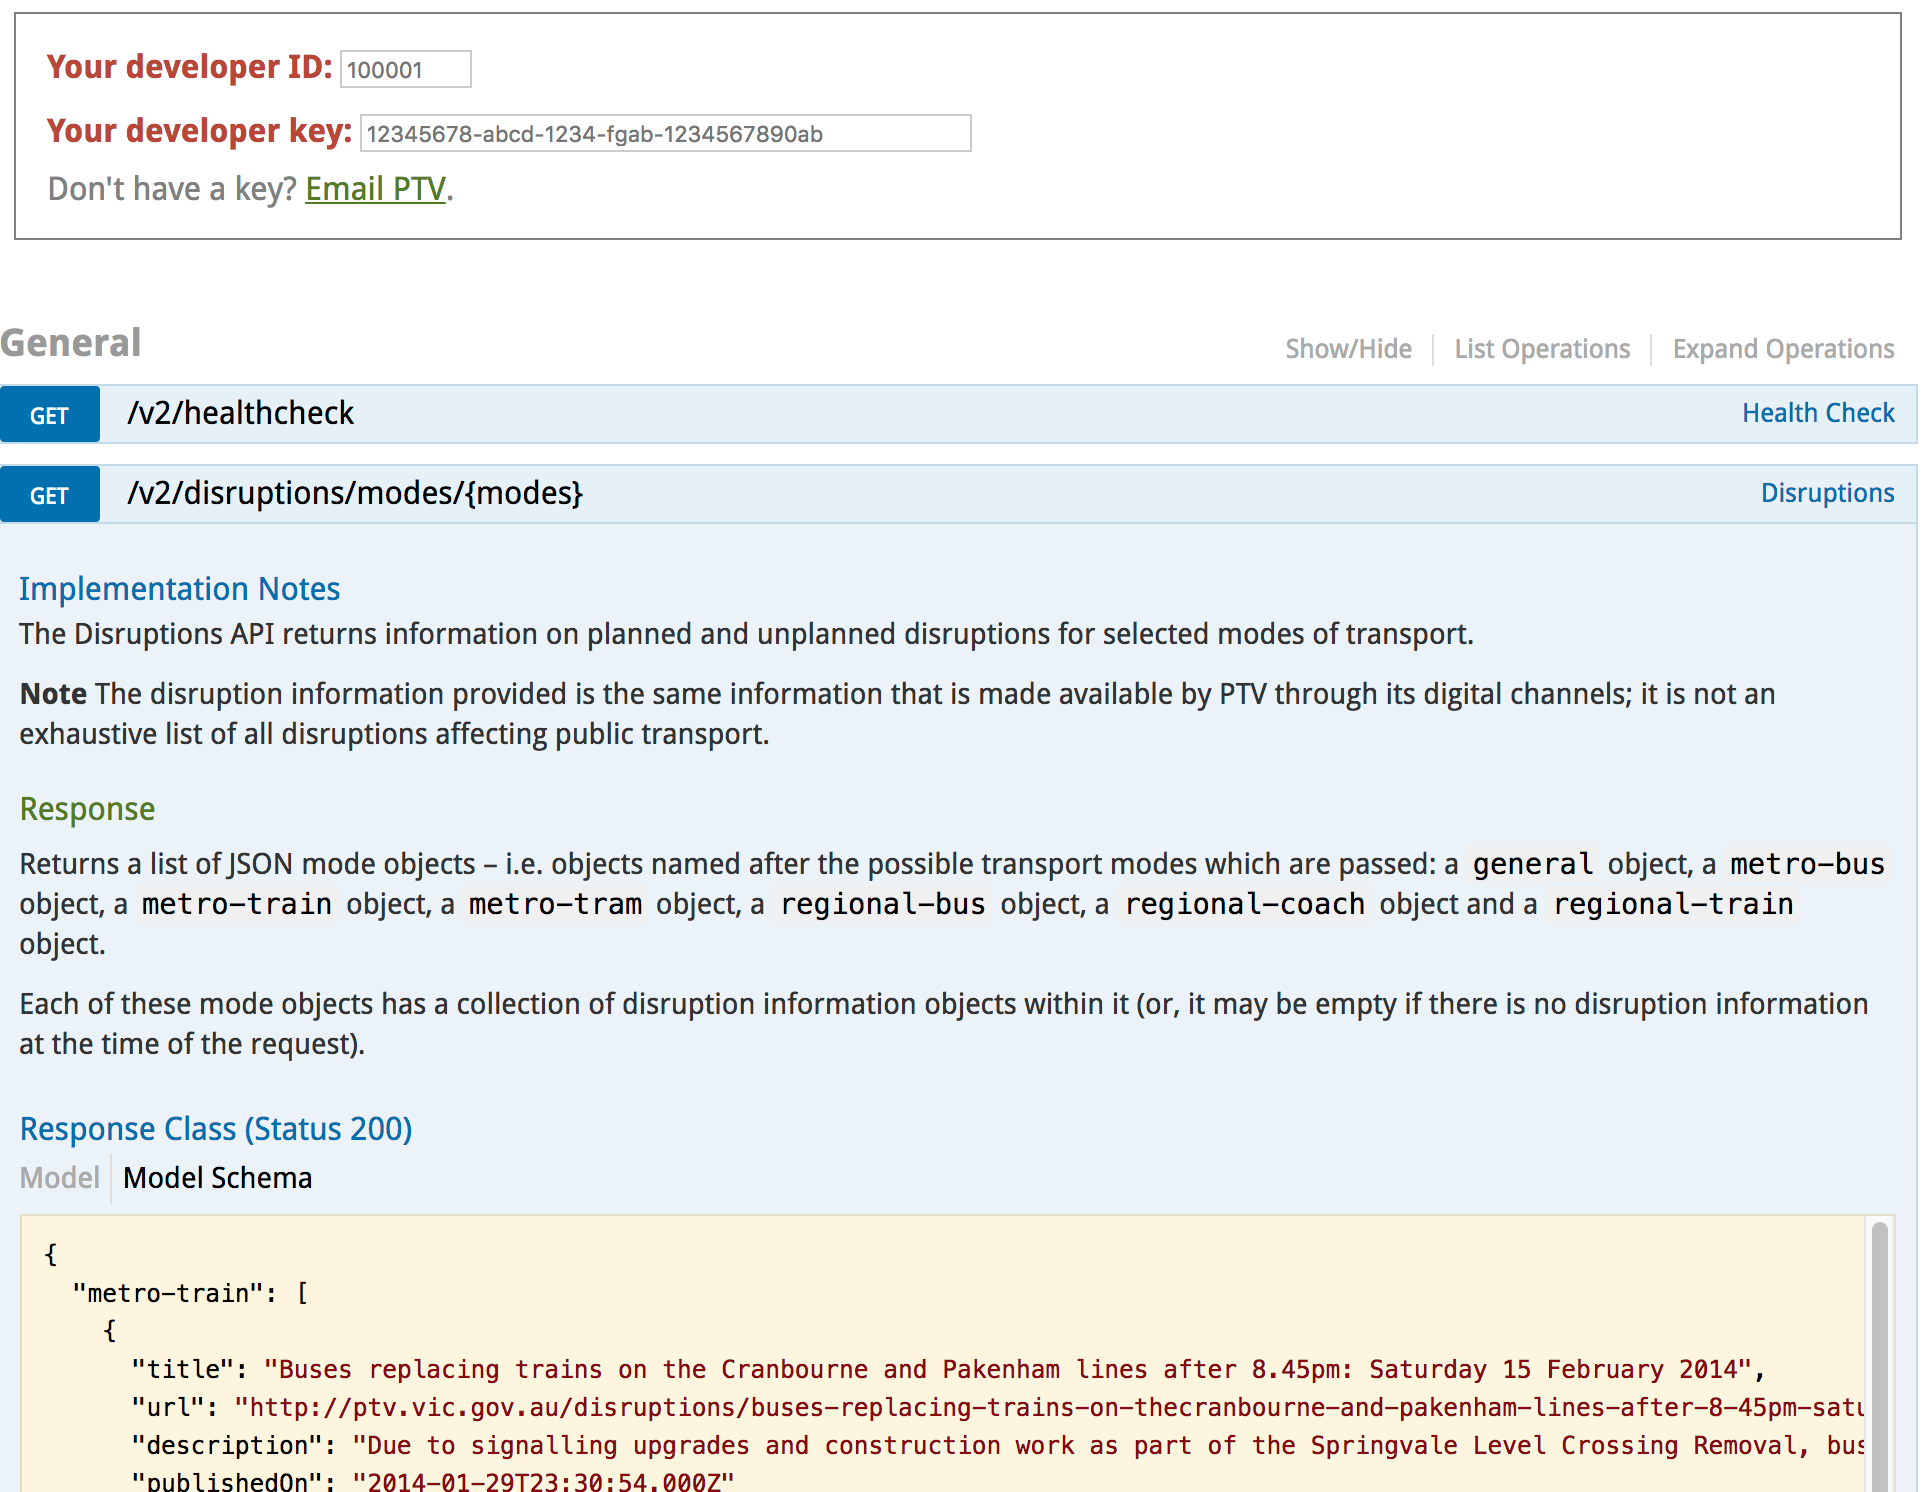 Your developer ID: 100001
Your developer key: 12345678-abcd-1234-fgab-1234567890ab
Don't have a key? Email PTV.
General
Show/Hide
List Operations
Expand Operations
GET /v2/healthcheck Health Check
GET /v2/disruptions/modes/{modes} Disruptions
Implementation Notes
The Disruptions API returns information on planned and unplanned disruptions for selected modes of transport.
Note The disruption information provided is the same information that is made available by PTV through its digital channels; it is not an
exhaustive list of all disruptions affecting public transport.
Response
Returns a list of JSON mode objects – i.e. objects named after the possible transport modes which are passed: a general object, a metro-bus
object, a metro-train object, a metro-tram object, a regional-bus object, a regional-coach object and a regional-train
object.
Each of these mode objects has a collection of disruption information objects within it (or, it may be empty if there is no disruption information
at the time of the request).
Response Class (Status 200)
Model
Model Schema
{
"metro-train": [
{
"title": "Buses replacing trains on the Cranbourne and Pakenham lines after 8.45pm: Saturday 15 February 2014",
"url": "http://ptv.vic.gov.au/disruptions/buses-replacing-trains-on-thecranbourne-and-pakenham-lines-after-8-45pm-satu
"description": "Due to signalling upgrades and construction work as part of the Springvale Level Crossing Removal, bus
"publishedOn": "2014-01-29T23:30:54.000Z"